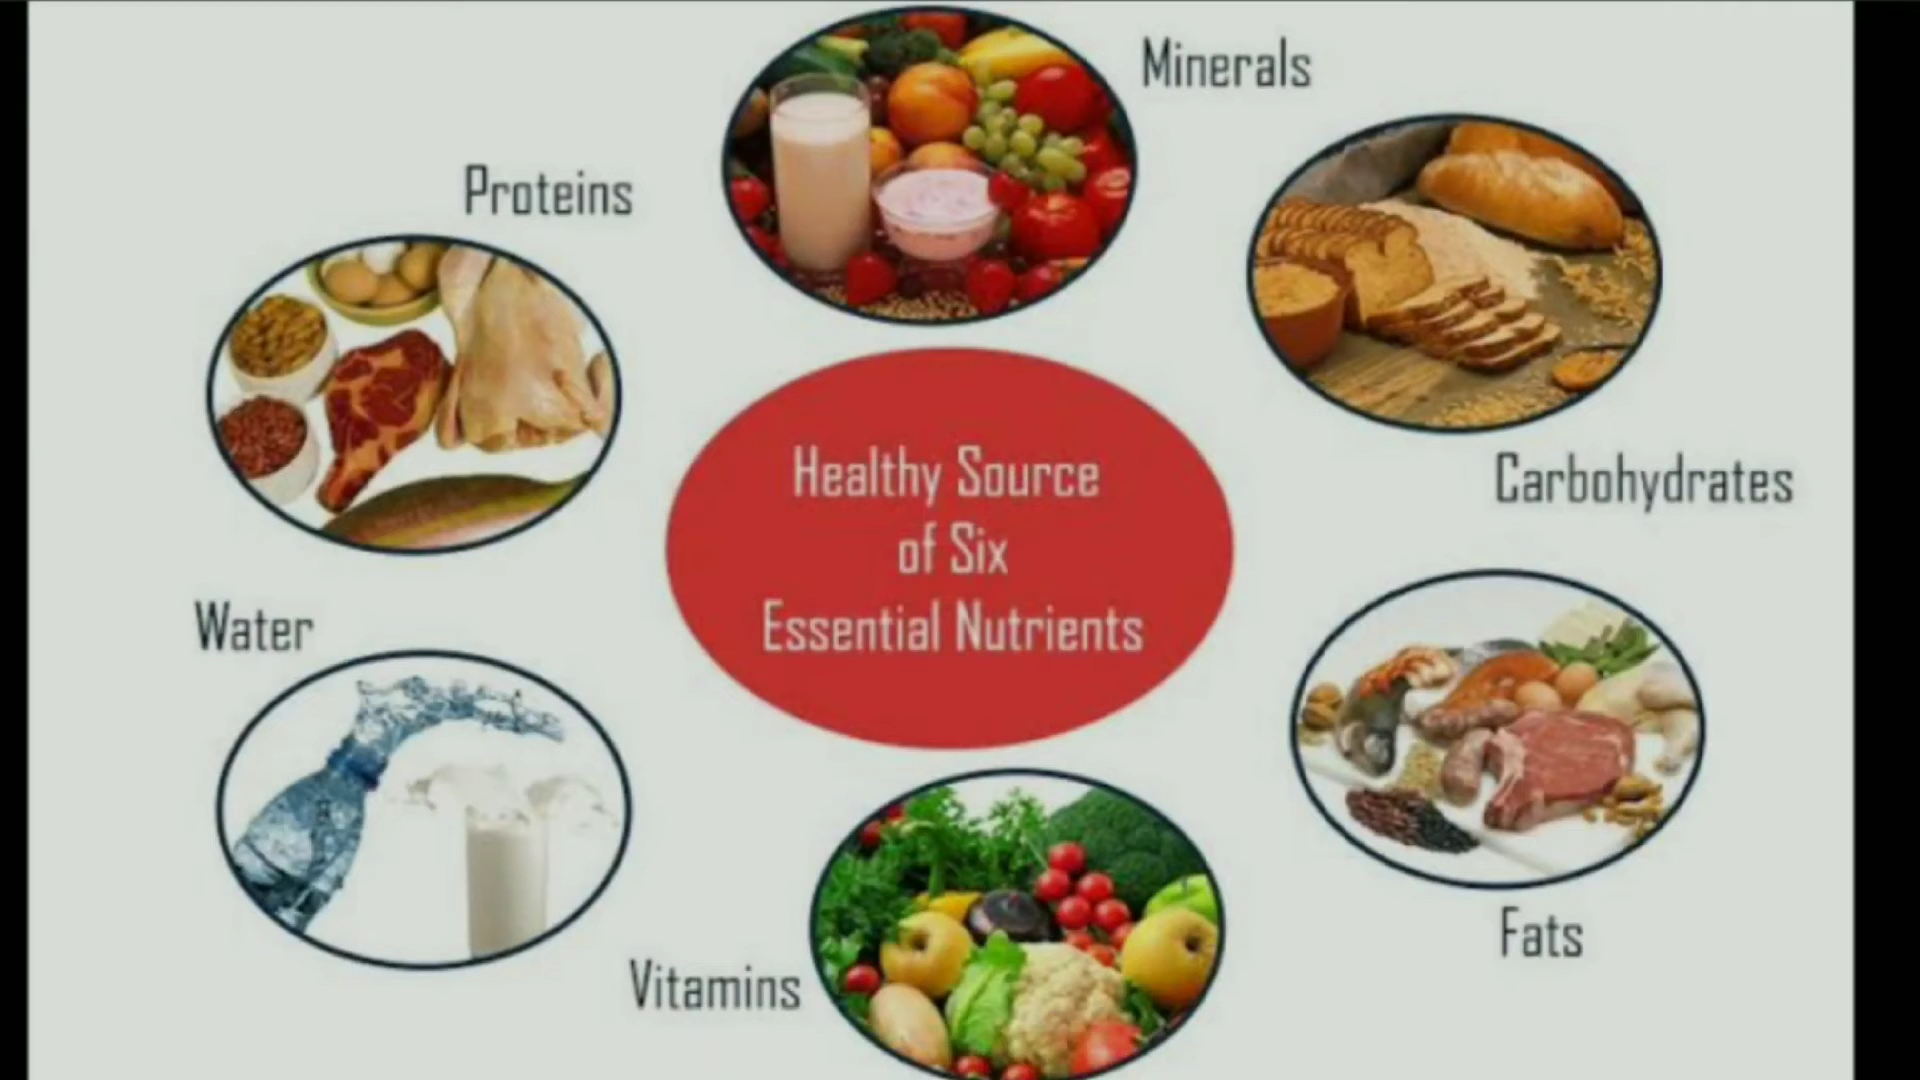 Minerals
Proteins
Carbohydrates
Healthy Source
of Six
Essential Nutrients
Water
Fats
Vitamins